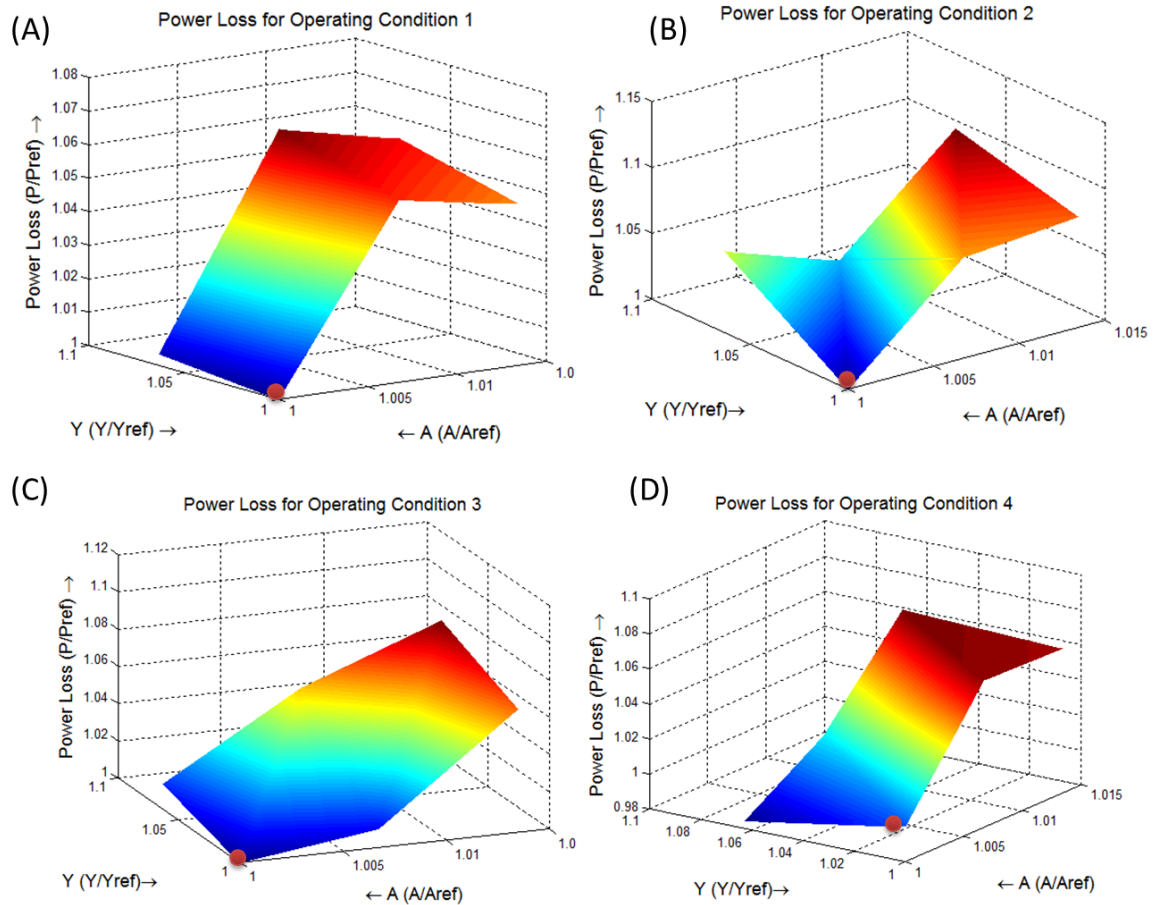 (A)
Power Loss for Operating Condition 1
Power Loss (P/Pref) →
1.08
1.07
1.06
1.05
1.04
1.03
1.02
1.01
1
1.1
1.05
1
1
1.005
1.01
1.0
Y (Y/Yref) →
← A (A/Aref)
(B)
Power Loss for Operating Condition 2
Power Loss (P/Pref) →
1.15
1.1
1.05
1
1.1
1.05
1
1
1.005
1.01
1.015
Y (Y/Yref)→
← A (A/Aref)
(C)
Power Loss for Operating Condition 3
Power Loss (P/Pref) →
1.12
1.1
1.08
1.06
1.04
1.02
1
1.1
1.05
1
1
1.005
1.01
1.0
Y (Y/Yref)→
← A (A/Aref)
(D)
Power Loss for Operating Condition 4
Power Loss (P/Pref) →
1.1
1.08
1.06
1.04
1.02
1
0.98
1.1
1.08
1.06
1.04
1.02
1
1
1.005
1.01
1.015
Y (Y/Yref)→
← A (A/Aref)